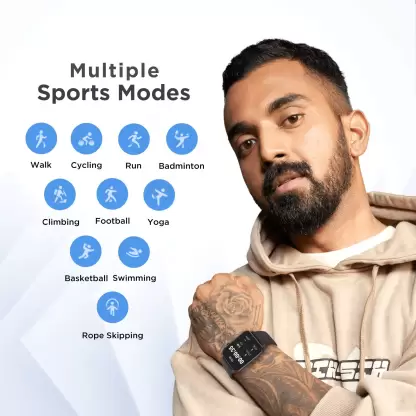 Multiple
Sports Modes
Walk Cycling Run Badminton
Climbing Football Yoga
Basketball Swimming
Rope Skipping